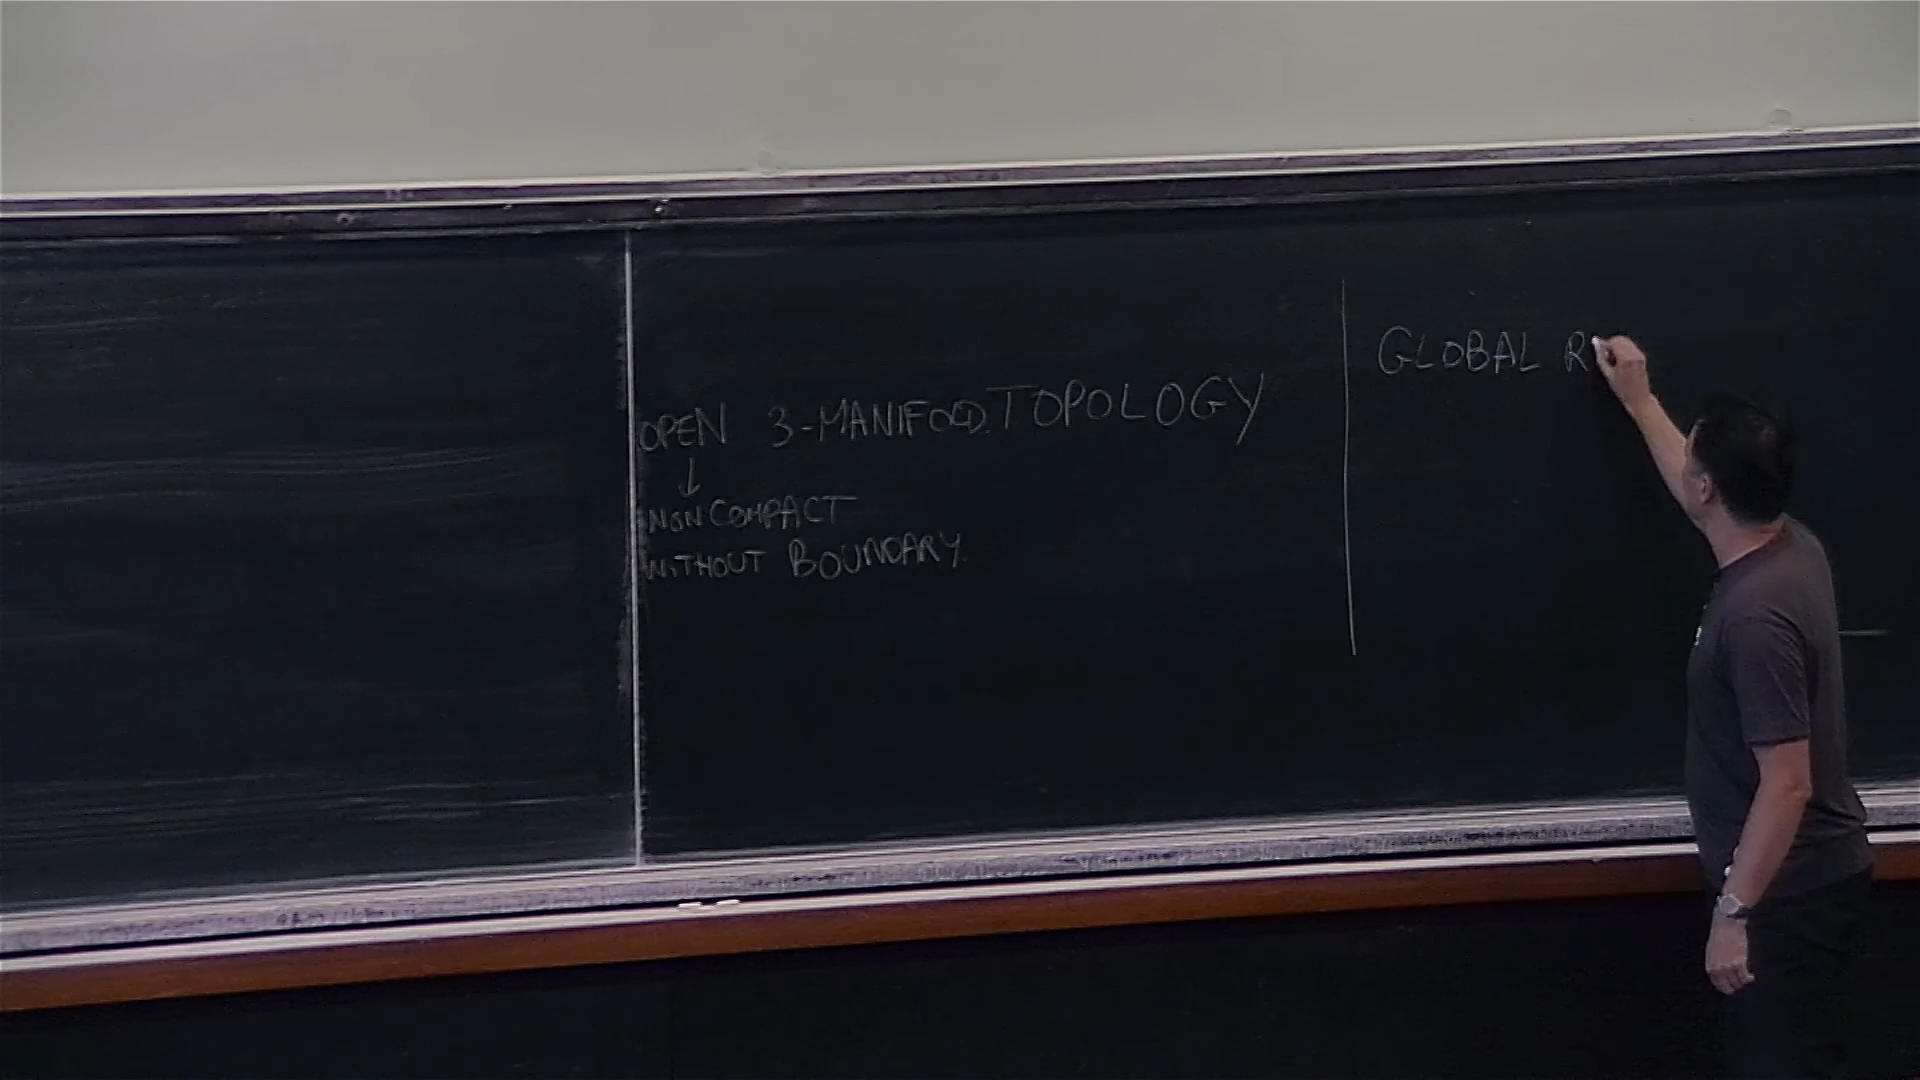 OPEN 3-MANIFOLD. TOPOLOGY
↓
NON COMPACT
WITHOUT BOUNDARY.
GLOBAL R